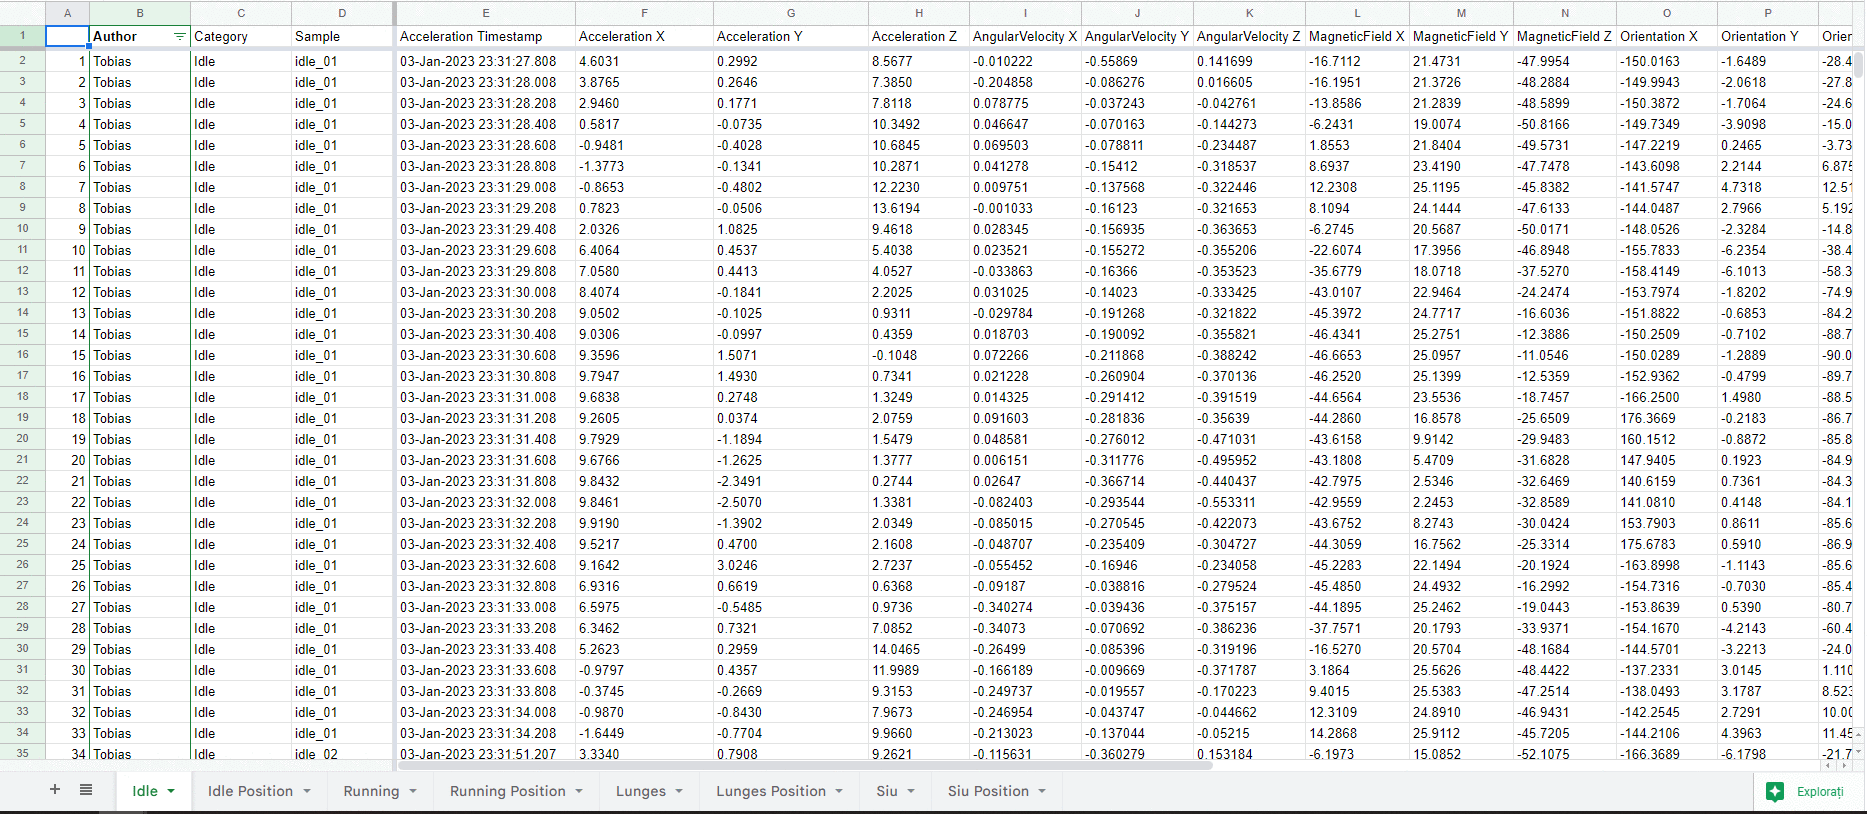 A B C D E F G H I J K L M N O P
1 Author Category Sample Acceleration Timestamp Acceleration X Acceleration Y Acceleration Z AngularVelocity X AngularVelocity Y AngularVelocity Z MagneticField X MagneticField Y MagneticField Z Orientation X Orientation Y Orier
2 1 Tobias Idle idle_01 03-Jan-2023 23:31:27.808 4.6031 0.2992 8.5677 -0.010222 -0.55869 0.141699 -16.7112 21.4731 -47.9954 -150.0163 -1.6489 -28.4
3 2 Tobias Idle idle_01 03-Jan-2023 23:31:28.008 3.8765 0.2646 7.3850 -0.204858 -0.086276 0.016605 -16.1951 21.3726 -48.2884 -149.9943 -2.0618 -27.8
4 3 Tobias Idle idle_01 03-Jan-2023 23:31:28.208 2.9460 0.1771 7.8118 0.078775 -0.037243 -0.042761 -13.8586 21.2839 -48.5899 -150.3872 -1.7064 -24.6
5 4 Tobias Idle idle_01 03-Jan-2023 23:31:28.408 0.5817 -0.0735 10.3492 0.046647 -0.070163 -0.144273 -6.2431 19.0074 -50.8166 -149.7349 -3.9098 -15.0
6 5 Tobias Idle idle_01 03-Jan-2023 23:31:28.608 -0.9481 -0.4028 10.6845 0.069503 -0.078811 -0.234487 1.8553 21.8404 -49.5731 -147.2219 0.2465 -3.73
7 6 Tobias Idle idle_01 03-Jan-2023 23:31:28.808 -1.3773 -0.1341 10.2871 0.041278 -0.15412 -0.318537 8.6937 23.4190 -47.7478 -143.6098 2.2144 6.875
8 7 Tobias Idle idle_01 03-Jan-2023 23:31:29.008 -0.8653 -0.4802 12.2230 0.009751 -0.137568 -0.322446 12.2308 25.1195 -45.8382 -141.5747 4.7318 12.51
9 8 Tobias Idle idle_01 03-Jan-2023 23:31:29.208 0.7823 -0.0506 13.6194 -0.001033 -0.16123 -0.321653 8.1094 24.1444 -47.6133 -144.0487 2.7966 5.192
10 9 Tobias Idle idle_01 03-Jan-2023 23:31:29.408 2.0326 1.0825 9.4618 0.028345 -0.156935 -0.363653 -6.2745 20.5687 -50.0171 -148.0526 -2.3284 -14.8
11 10 Tobias Idle idle_01 03-Jan-2023 23:31:29.608 6.4064 0.4537 5.4038 0.023521 -0.155272 -0.355206 -22.6074 17.3956 -46.8948 -155.7833 -6.2354 -38.4
12 11 Tobias Idle idle_01 03-Jan-2023 23:31:29.808 7.0580 0.4413 4.0527 -0.033863 -0.16366 -0.353523 -35.6779 18.0718 -37.5270 -158.4149 -6.1013 -58.3
13 12 Tobias Idle idle_01 03-Jan-2023 23:31:30.008 8.4074 -0.1841 2.2025 0.031025 -0.14023 -0.333425 -43.0107 22.9464 -24.2474 -153.7974 -1.8202 -74.9
14 13 Tobias Idle idle_01 03-Jan-2023 23:31:30.208 9.0502 -0.1025 0.9311 -0.029784 -0.191268 -0.321822 -45.3972 24.7717 -16.6036 -151.8822 -0.6853 -84.2
15 14 Tobias Idle idle_01 03-Jan-2023 23:31:30.408 9.0306 -0.0997 0.4359 0.018703 -0.190092 -0.355821 -46.4341 25.2751 -12.3886 -150.2509 -0.7102 -88.7
16 15 Tobias Idle idle_01 03-Jan-2023 23:31:30.608 9.3596 1.5071 -0.1048 0.072266 -0.211868 -0.388242 -46.6653 25.0957 -11.0546 -150.0289 -1.2889 -90.0
17 16 Tobias Idle idle_01 03-Jan-2023 23:31:30.808 9.7947 1.4930 0.7341 0.021228 -0.260904 -0.370136 -46.2520 25.1399 -12.5359 -152.9362 -0.4799 -89.7
18 17 Tobias Idle idle_01 03-Jan-2023 23:31:31.008 9.6838 0.2748 1.3249 0.014325 -0.291412 -0.391519 -44.6564 23.5536 -18.7457 -166.2500 1.4980 -88.5
19 18 Tobias Idle idle_01 03-Jan-2023 23:31:31.208 9.2605 0.0374 2.0759 0.091603 -0.281836 -0.35639 -44.2860 16.8578 -25.6509 176.3669 -0.2183 -86.7
20 19 Tobias Idle idle_01 03-Jan-2023 23:31:31.408 9.7929 -1.1894 1.5479 0.048581 -0.276012 -0.471031 -43.6158 9.9142 -29.9483 160.1512 -0.8872 -85.8
21 20 Tobias Idle idle_01 03-Jan-2023 23:31:31.608 9.6766 -1.2625 1.3777 0.006151 -0.311776 -0.495952 -43.1808 5.4709 -31.6828 147.9405 0.1923 -84.9
22 21 Tobias Idle idle_01 03-Jan-2023 23:31:31.808 9.8432 -2.3491 0.2744 0.02647 -0.366714 -0.440437 -42.7975 2.5346 -32.6469 140.6159 0.7361 -84.3
23 22 Tobias Idle idle_01 03-Jan-2023 23:31:32.008 9.8461 -2.5070 1.3381 -0.082403 -0.293544 -0.553311 -42.9559 2.2453 -32.8589 141.0810 0.4148 -84.1
24 23 Tobias Idle idle_01 03-Jan-2023 23:31:32.208 9.9190 -1.3902 2.0349 -0.085015 -0.270545 -0.422073 -43.6752 8.2743 -30.0424 153.7903 0.8611 -85.6
25 24 Tobias Idle idle_01 03-Jan-2023 23:31:32.408 9.5217 0.4700 2.1608 -0.048707 -0.235409 -0.304727 -44.3059 16.7562 -25.3314 175.6783 0.5910 -86.9
26 25 Tobias Idle idle_01 03-Jan-2023 23:31:32.608 9.1642 3.0246 2.7237 -0.055452 -0.16946 -0.234058 -45.2283 22.1494 -20.1924 -163.8998 -1.1143 -85.6
27 26 Tobias Idle idle_01 03-Jan-2023 23:31:32.808 6.9316 0.6619 0.6368 -0.09187 -0.038816 -0.279524 -45.4850 24.4932 -16.2992 -154.7316 -0.7030 -85.4
28 27 Tobias Idle idle_01 03-Jan-2023 23:31:33.008 6.5975 -0.5485 0.9736 -0.340274 -0.039436 -0.375157 -44.1895 25.2462 -19.0443 -153.8639 0.5390 -80.7
29 28 Tobias Idle idle_01 03-Jan-2023 23:31:33.208 6.3462 0.7321 7.0852 -0.34073 -0.070692 -0.386236 -37.7571 20.1793 -33.9371 -154.1670 -4.2143 -60.4
30 29 Tobias Idle idle_01 03-Jan-2023 23:31:33.408 5.2623 0.2959 14.0465 -0.26499 -0.085396 -0.319196 -16.5270 20.5704 -48.1684 -144.5701 -3.2213 -24.0
31 30 Tobias Idle idle_01 03-Jan-2023 23:31:33.608 -0.9797 0.4357 11.9989 -0.166189 -0.009669 -0.371787 3.1864 25.5626 -48.4422 -137.2331 3.0145 1.110
32 31 Tobias Idle idle_01 03-Jan-2023 23:31:33.808 -0.3745 -0.2669 9.3153 -0.249737 -0.019557 -0.170223 9.4015 25.5383 -47.2514 -138.0493 3.1787 8.523
33 32 Tobias Idle idle_01 03-Jan-2023 23:31:34.008 -0.9870 -0.8430 7.9673 -0.246954 -0.043747 -0.044662 12.3109 24.8910 -46.9431 -142.2545 2.7291 10.00
34 33 Tobias Idle idle_01 03-Jan-2023 23:31:34.208 -1.6449 -0.7704 9.9660 -0.213023 -0.137044 -0.05215 14.2868 25.9112 -45.7205 -144.2106 4.3963 11.45
35 34 Tobias Idle idle_02 03-Jan-2023 23:31:51.207 3.3340 0.7908 9.2621 -0.115631 -0.360279 0.153184 -6.1973 15.0852 -52.1075 -166.3689 -6.1798 -21.7
Idle Idle Position Running Running Position Lunges Lunges Position Siu Siu Position Explorați